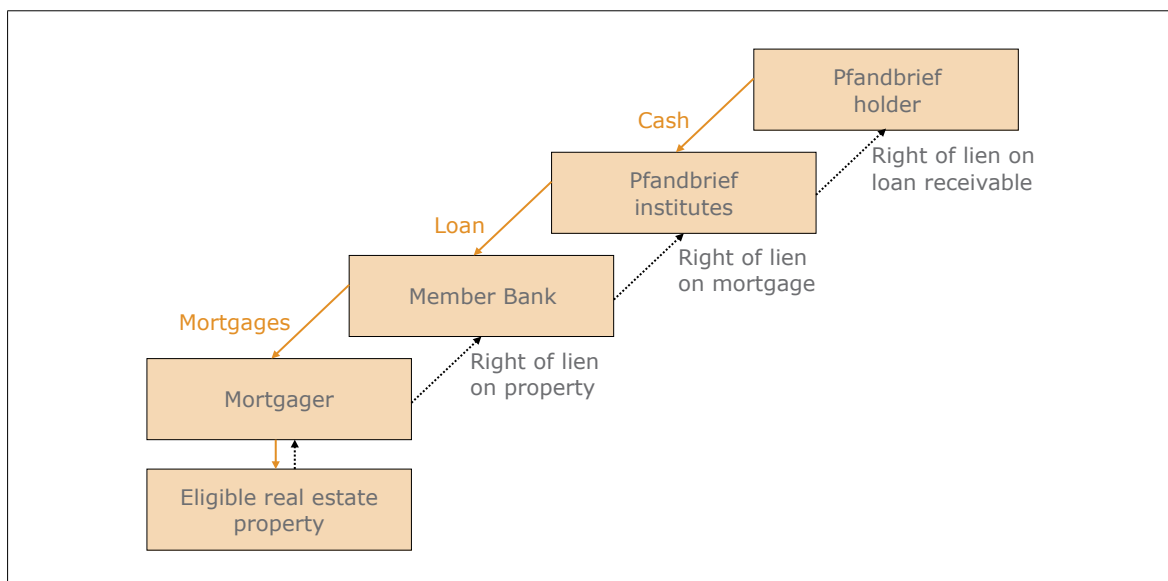 Pfandbrief
holder
Cash
Right of lien on
loan receivable
Pfandbrief
institutes
Loan
Right of lien
on mortgage
Member Bank
Mortgages
Right of lien
on property
Mortgager
Eligible real estate
property